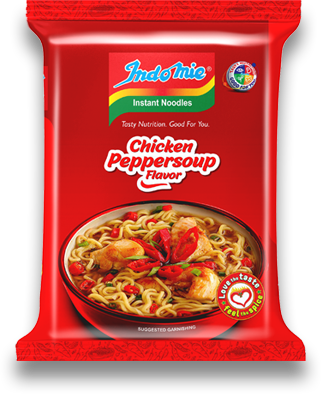 Indomie
Instant Noodles
Tasty Nutrition. Good For You.
Chicken
Peppersoup
Flavor
Love the taste
feel the spice
SUGGESTED GARNISHING